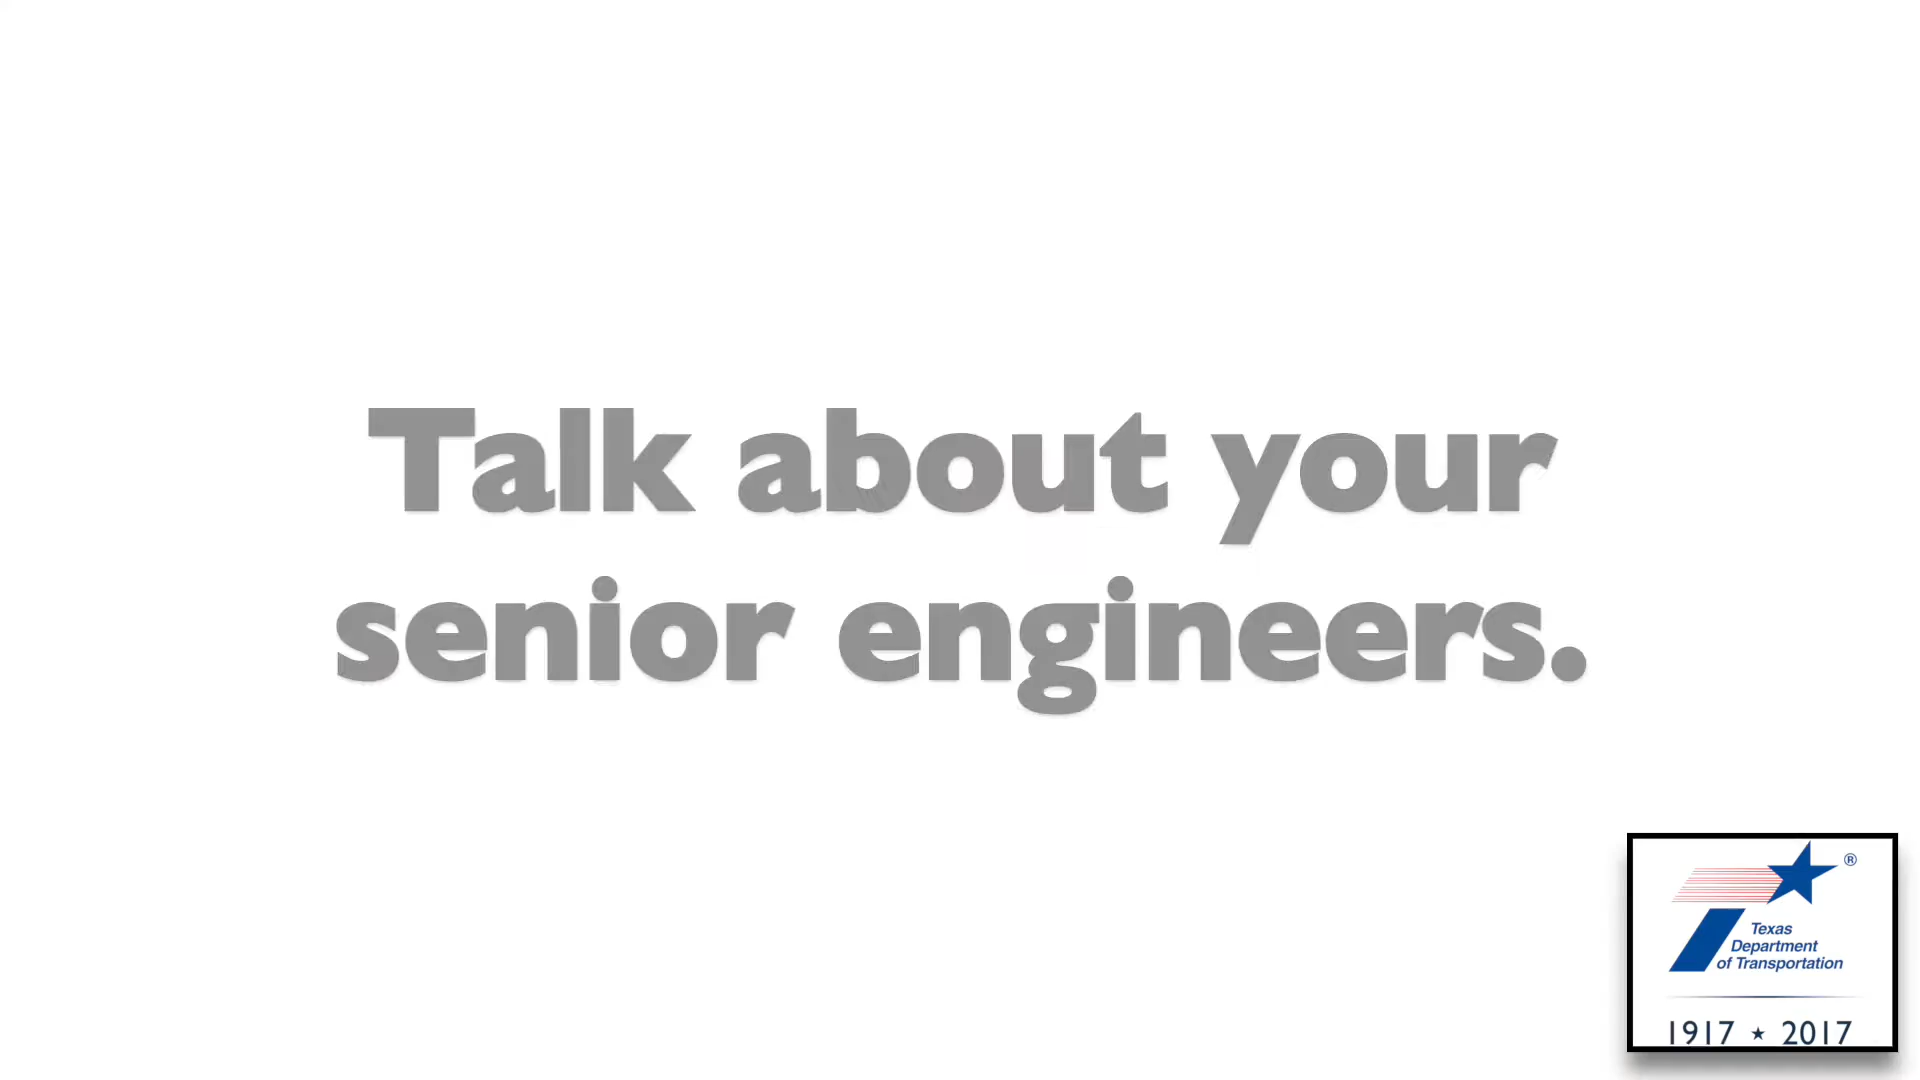 Talk about your
senior engineers.
®
Texas
Department
of Transportation
1917 ★ 2017